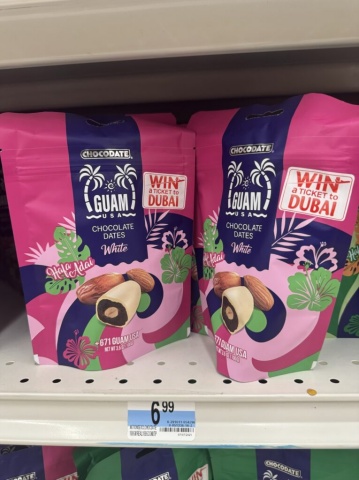 CHOCODATE
GUAM
USA
CHOCOLATE
DATES
White
WIN
a TICKET to
DUBAI
Hafa Adai
671 GUAM USA
CHOCODATE
GUAM
USA
CHOCOLATE
DATES
White
WIN
a TICKET to
DUBAI
671 GUAM USA
6 99
CHOCODATE